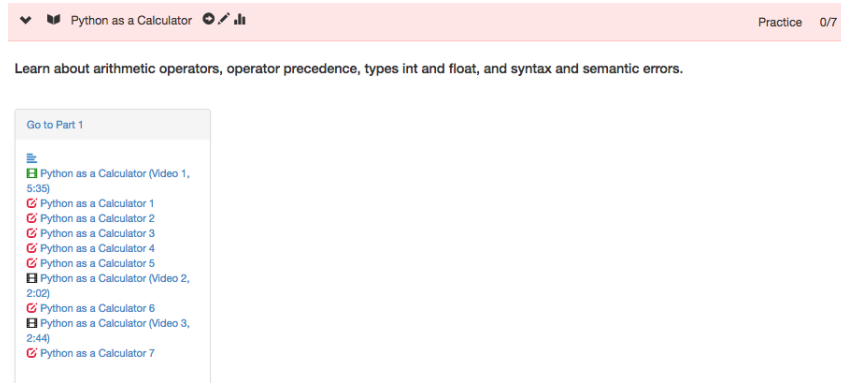 Python as a Calculator
Practice 0/7
Learn about arithmetic operators, operator precedence, types int and float, and syntax and semantic errors.
Go to Part 1
Python as a Calculator (Video 1,
5:35)
Python as a Calculator 1
Python as a Calculator 2
Python as a Calculator 3
Python as a Calculator 4
Python as a Calculator 5
Python as a Calculator (Video 2,
2:02)
Python as a Calculator 6
Python as a Calculator (Video 3,
2:44)
Python as a Calculator 7